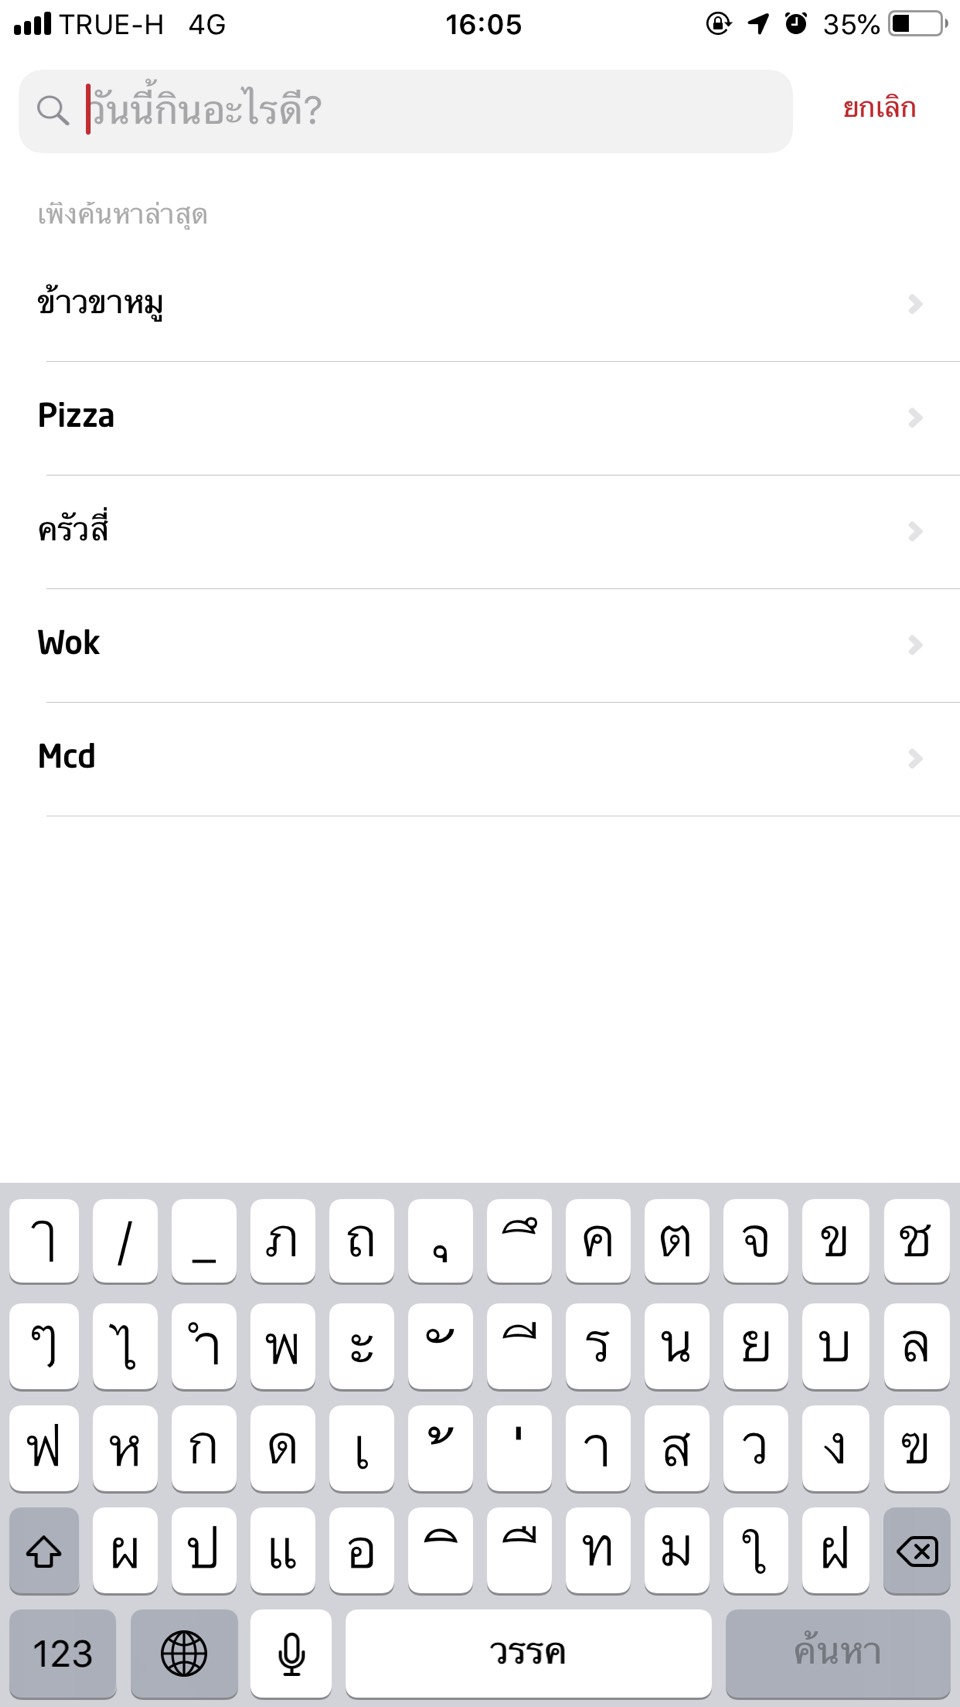 TRUE-H 4G 16:05 35%
วันนี้กินอะไรดี? ยกเลิก
เพิ่งค้นหาล่าสุด
ข้าวขาหมู
Pizza
ครัวสี่
Wok
Mcd
ๅ / _ ภ ถ ุ ึ ค ต จ ข ช
ๆ ไ ำ พ ะ ั ี ร น ย บ ล
ฟ ห ก ด เ ้ ่ า ส ว ง ฃ
ผ ป แ อ ิ ื ท ม ใ ฝ
123 วรรค ค้นหา